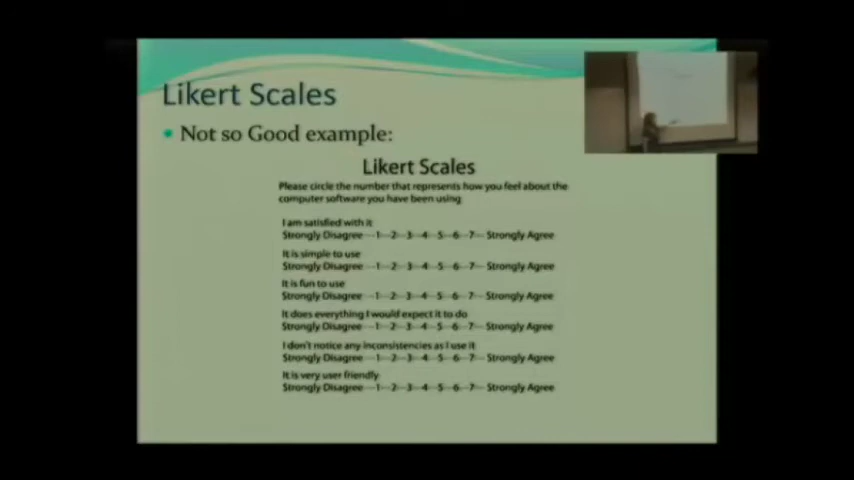 Likert Scales
Not so Good example:
Likert Scales
Please circle the number that represents how you feel about the
computer software you have been using
I am satisfied with it
Strongly Disagree ---1---2---3---4---5---6---7--- Strongly Agree
It is simple to use
Strongly Disagree ---1---2---3---4---5---6---7--- Strongly Agree
It is fun to use
Strongly Disagree ---1---2---3---4---5---6---7--- Strongly Agree
It does everything I would expect it to do
Strongly Disagree ---1---2---3---4---5---6---7--- Strongly Agree
I don't notice any inconsistencies as I use it
Strongly Disagree ---1---2---3---4---5---6---7--- Strongly Agree
It is very user friendly
Strongly Disagree ---1---2---3---4---5---6---7--- Strongly Agree